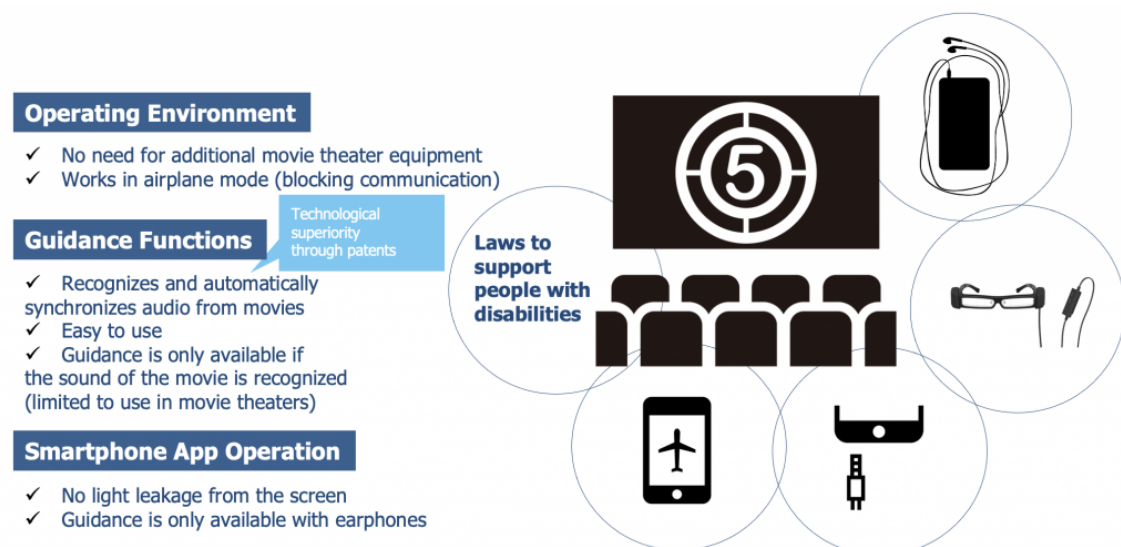 Operating Environment
✓ No need for additional movie theater equipment
✓ Works in airplane mode (blocking communication)
Technological
superiority
through patents
Guidance Functions
✓ Recognizes and automatically
synchronizes audio from movies
✓ Easy to use
✓ Guidance is only available if
the sound of the movie is recognized
(limited to use in movie theaters)
Smartphone App Operation
✓ No light leakage from the screen
✓ Guidance is only available with earphones
5
Laws to
support
people with
disabilities